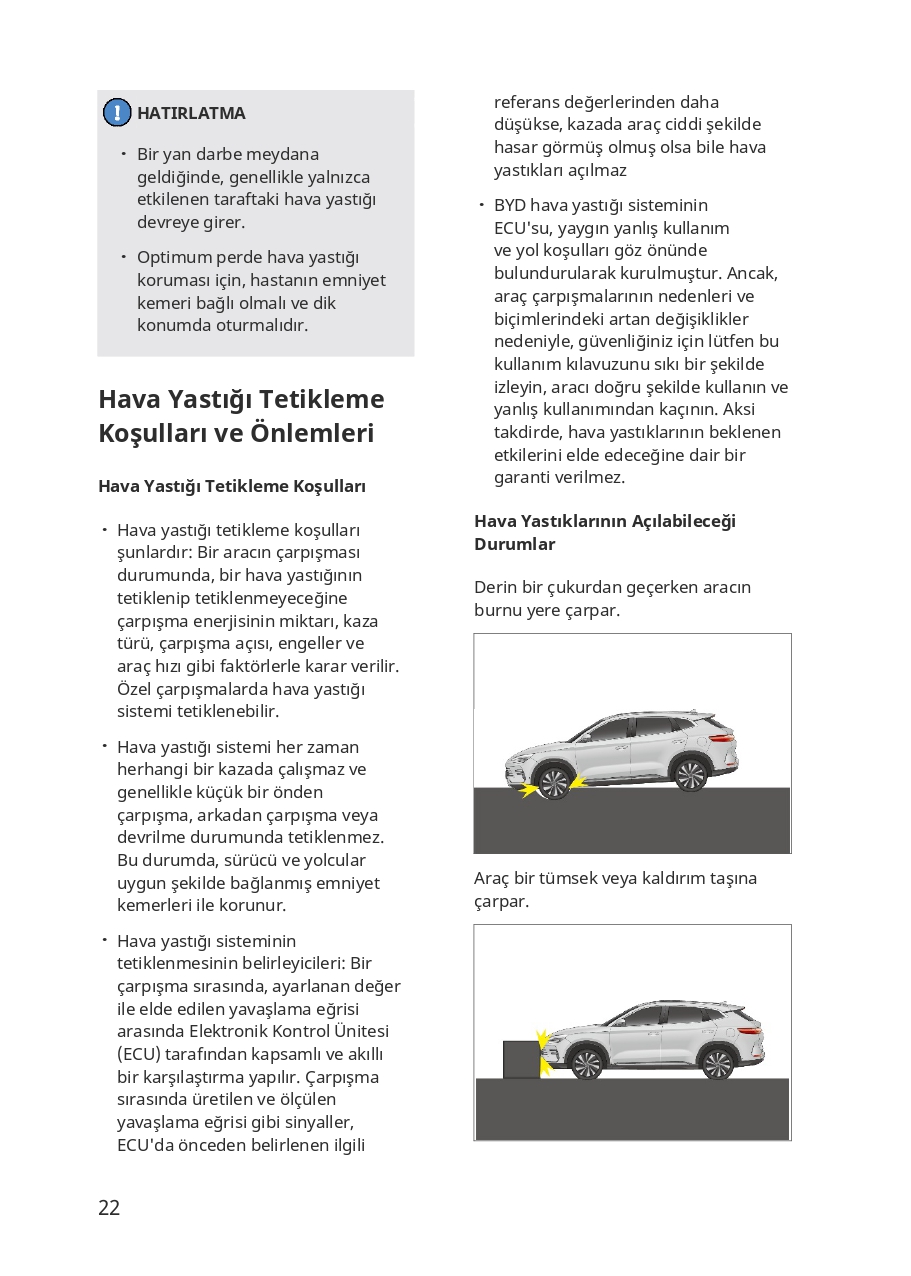 HATIRLATMA
• Bir yan darbe meydana
geldiğinde, genellikle yalnızca
etkilenen taraftaki hava yastığı
devreye girer.
• Optimum perde hava yastığı
koruması için, hastanın emniyet
kemeri bağlı olmalı ve dik
konumda oturmalıdır.
Hava Yastığı Tetikleme
Koşulları ve Önlemleri
Hava Yastığı Tetikleme Koşulları
• Hava yastığı tetikleme koşulları
şunlardır: Bir aracın çarpışması
durumunda, bir hava yastığının
tetiklenip tetiklenmeyeceğine
çarpışma enerjisinin miktarı, kaza
türü, çarpışma açısı, engeller ve
araç hızı gibi faktörlerle karar verilir.
Özel çarpışmalarda hava yastığı
sistemi tetiklenebilir.
• Hava yastığı sistemi her zaman
herhangi bir kazada çalışmaz ve
genellikle küçük bir önden
çarpışma, arkadan çarpışma veya
devrilme durumunda tetiklenmez.
Bu durumda, sürücü ve yolcular
uygun şekilde bağlanmış emniyet
kemerleri ile korunur.
• Hava yastığı sisteminin
tetiklenmesinin belirleyicileri: Bir
çarpışma sırasında, ayarlanan değer
ile elde edilen yavaşlama eğrisi
arasında Elektronik Kontrol Ünitesi
(ECU) tarafından kapsamlı ve akıllı
bir karşılaştırma yapılır. Çarpışma
sırasında üretilen ve ölçülen
yavaşlama eğrisi gibi sinyaller,
ECU'da önceden belirlenen ilgili
referans değerlerinden daha
düşükse, kazada araç ciddi şekilde
hasar görmüş olmuş olsa bile hava
yastıkları açılmaz
• BYD hava yastığı sisteminin
ECU'su, yaygın yanlış kullanım
ve yol koşulları göz önünde
bulundurularak kurulmuştur. Ancak,
araç çarpışmalarının nedenleri ve
biçimlerindeki artan değişiklikler
nedeniyle, güvenliğiniz için lütfen bu
kullanım kılavuzunu sıkı bir şekilde
izleyin, aracı doğru şekilde kullanın ve
yanlış kullanımından kaçının. Aksi
takdirde, hava yastıklarının beklenen
etkilerini elde edeceğine dair bir
garanti verilmez.
Hava Yastıklarının Açılabileceği
Durumlar
Derin bir çukurdan geçerken aracın
burnu yere çarpar.
Araç bir tümsek veya kaldırım taşına
çarpar.
22